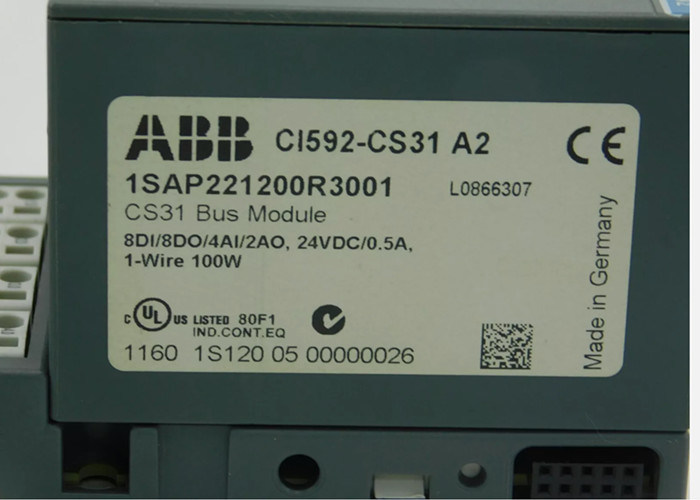 ABB CI592-CS31 A2 CE
1SAP221200R3001 L0866307
CS31 Bus Module
8DI/8DO/4AI/2AO, 24VDC/0.5A,
1-Wire 100W
Made in Germany
C UL US LISTED 80F1
IND.CONT.EQ
1160 1S120 05 00000026